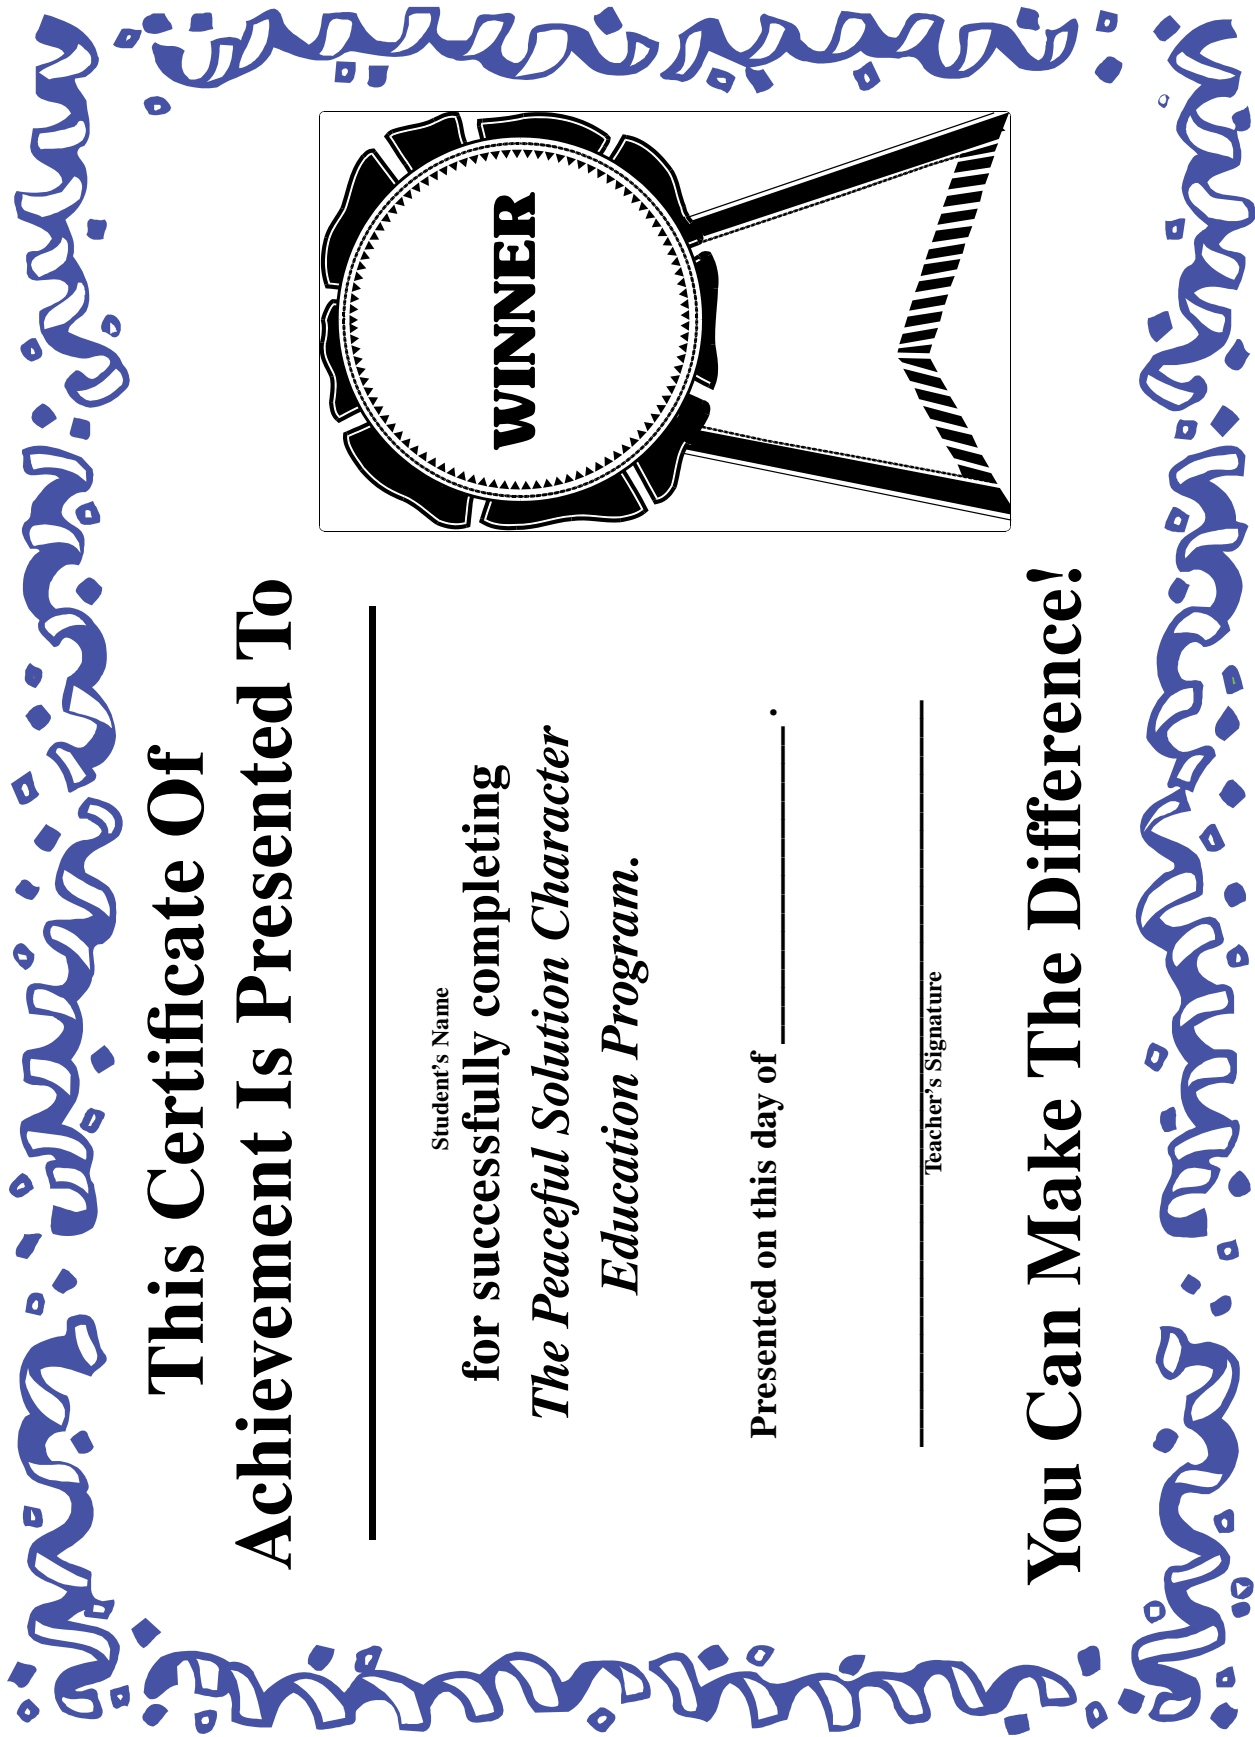 This Certificate Of
Achievement Is Presented To
Student's Name
for successfully completing
The Peaceful Solution Character
Education Program.
Presented on this day of ________________ .
Teacher's Signature
You Can Make The Difference!
WINNER